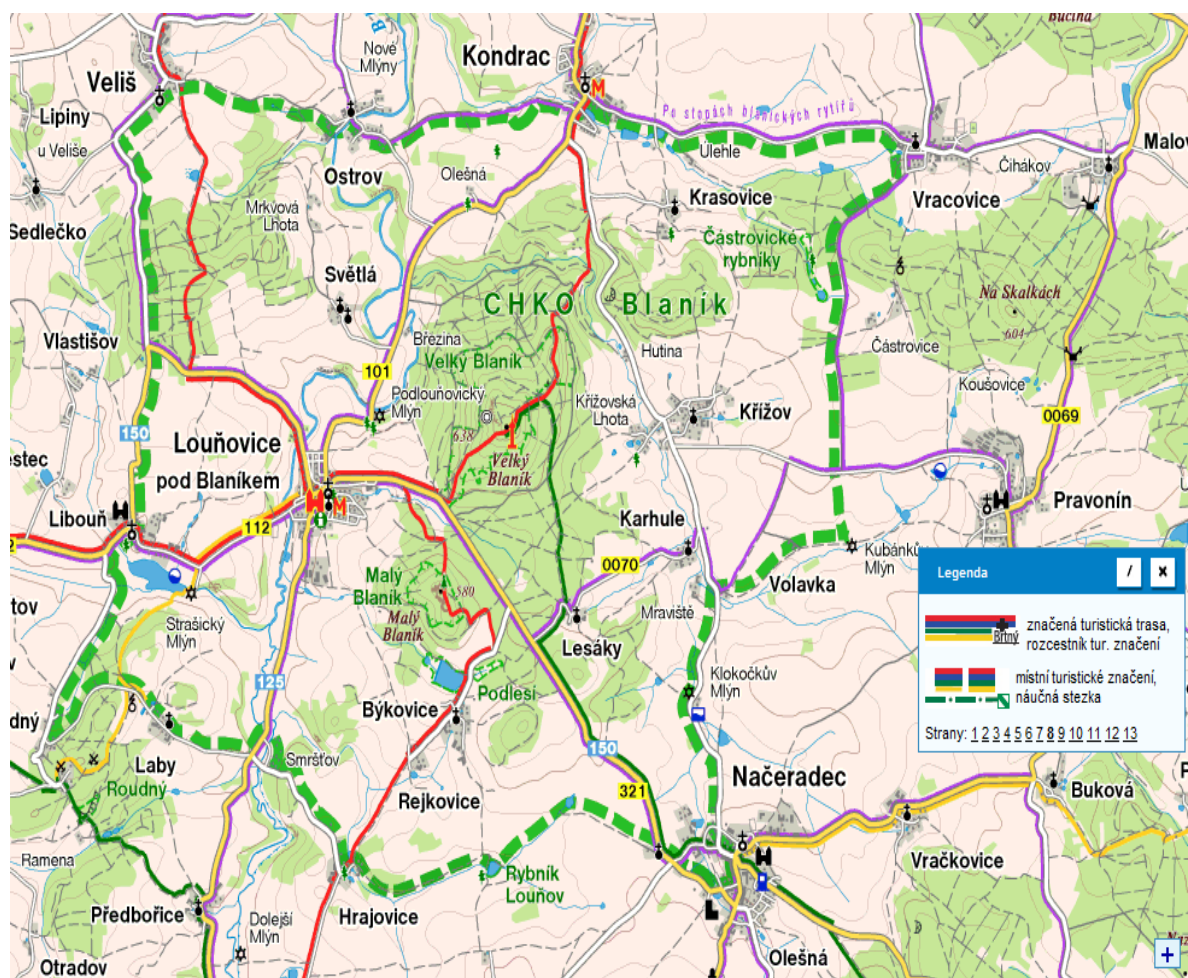 Bučina
Nové
Mlýny
Kondrac
M
Veliš
Lipiny
u Veliše
Po stopách blanických rytířů
Úlehle
Čihákov
Malov
Ostrov
Olešná
Krasovice
Vracovice
Mrkvová
Lhota
Sedlečko
Částrovické
rybníky
Světlá
CHKO Blaník
Na Skalkách
604
Vlastišov
Březina
Velký Blaník
Hutina
Částrovice
101
Podlouňovický
Mlýn
Koušovice
Křížovská
Lhota
Křížov
0069
150
Louňovice
pod Blaníkem
638
Velký
Blaník
estec
Libouň
M
Karhule
Pravonín
112
2
0070
Kubánkův
Mlýn
Malý
Blaník
580
Volavka
Malý
Blaník
Mraviště
tov
Strašický
Mlýn
Lesáky
125
Podlesí
Klokočkův
Mlýn
Býkovice
Legenda
/ x
značená turistická trasa,
Brtný
rozcestník tur. značení
místní turistické značení,
naučná stezka
Strany: 1 2 3 4 5 6 7 8 9 10 11 12 13
dný
Smršťov
150
Laby
Roudný
Načeradec
321
Rejkovice
Buková
Ramena
Vračkovice
Rybník
Louňov
Předbořice
Hrajovice
Dolejší
Mlýn
Olešná
Otradov
+